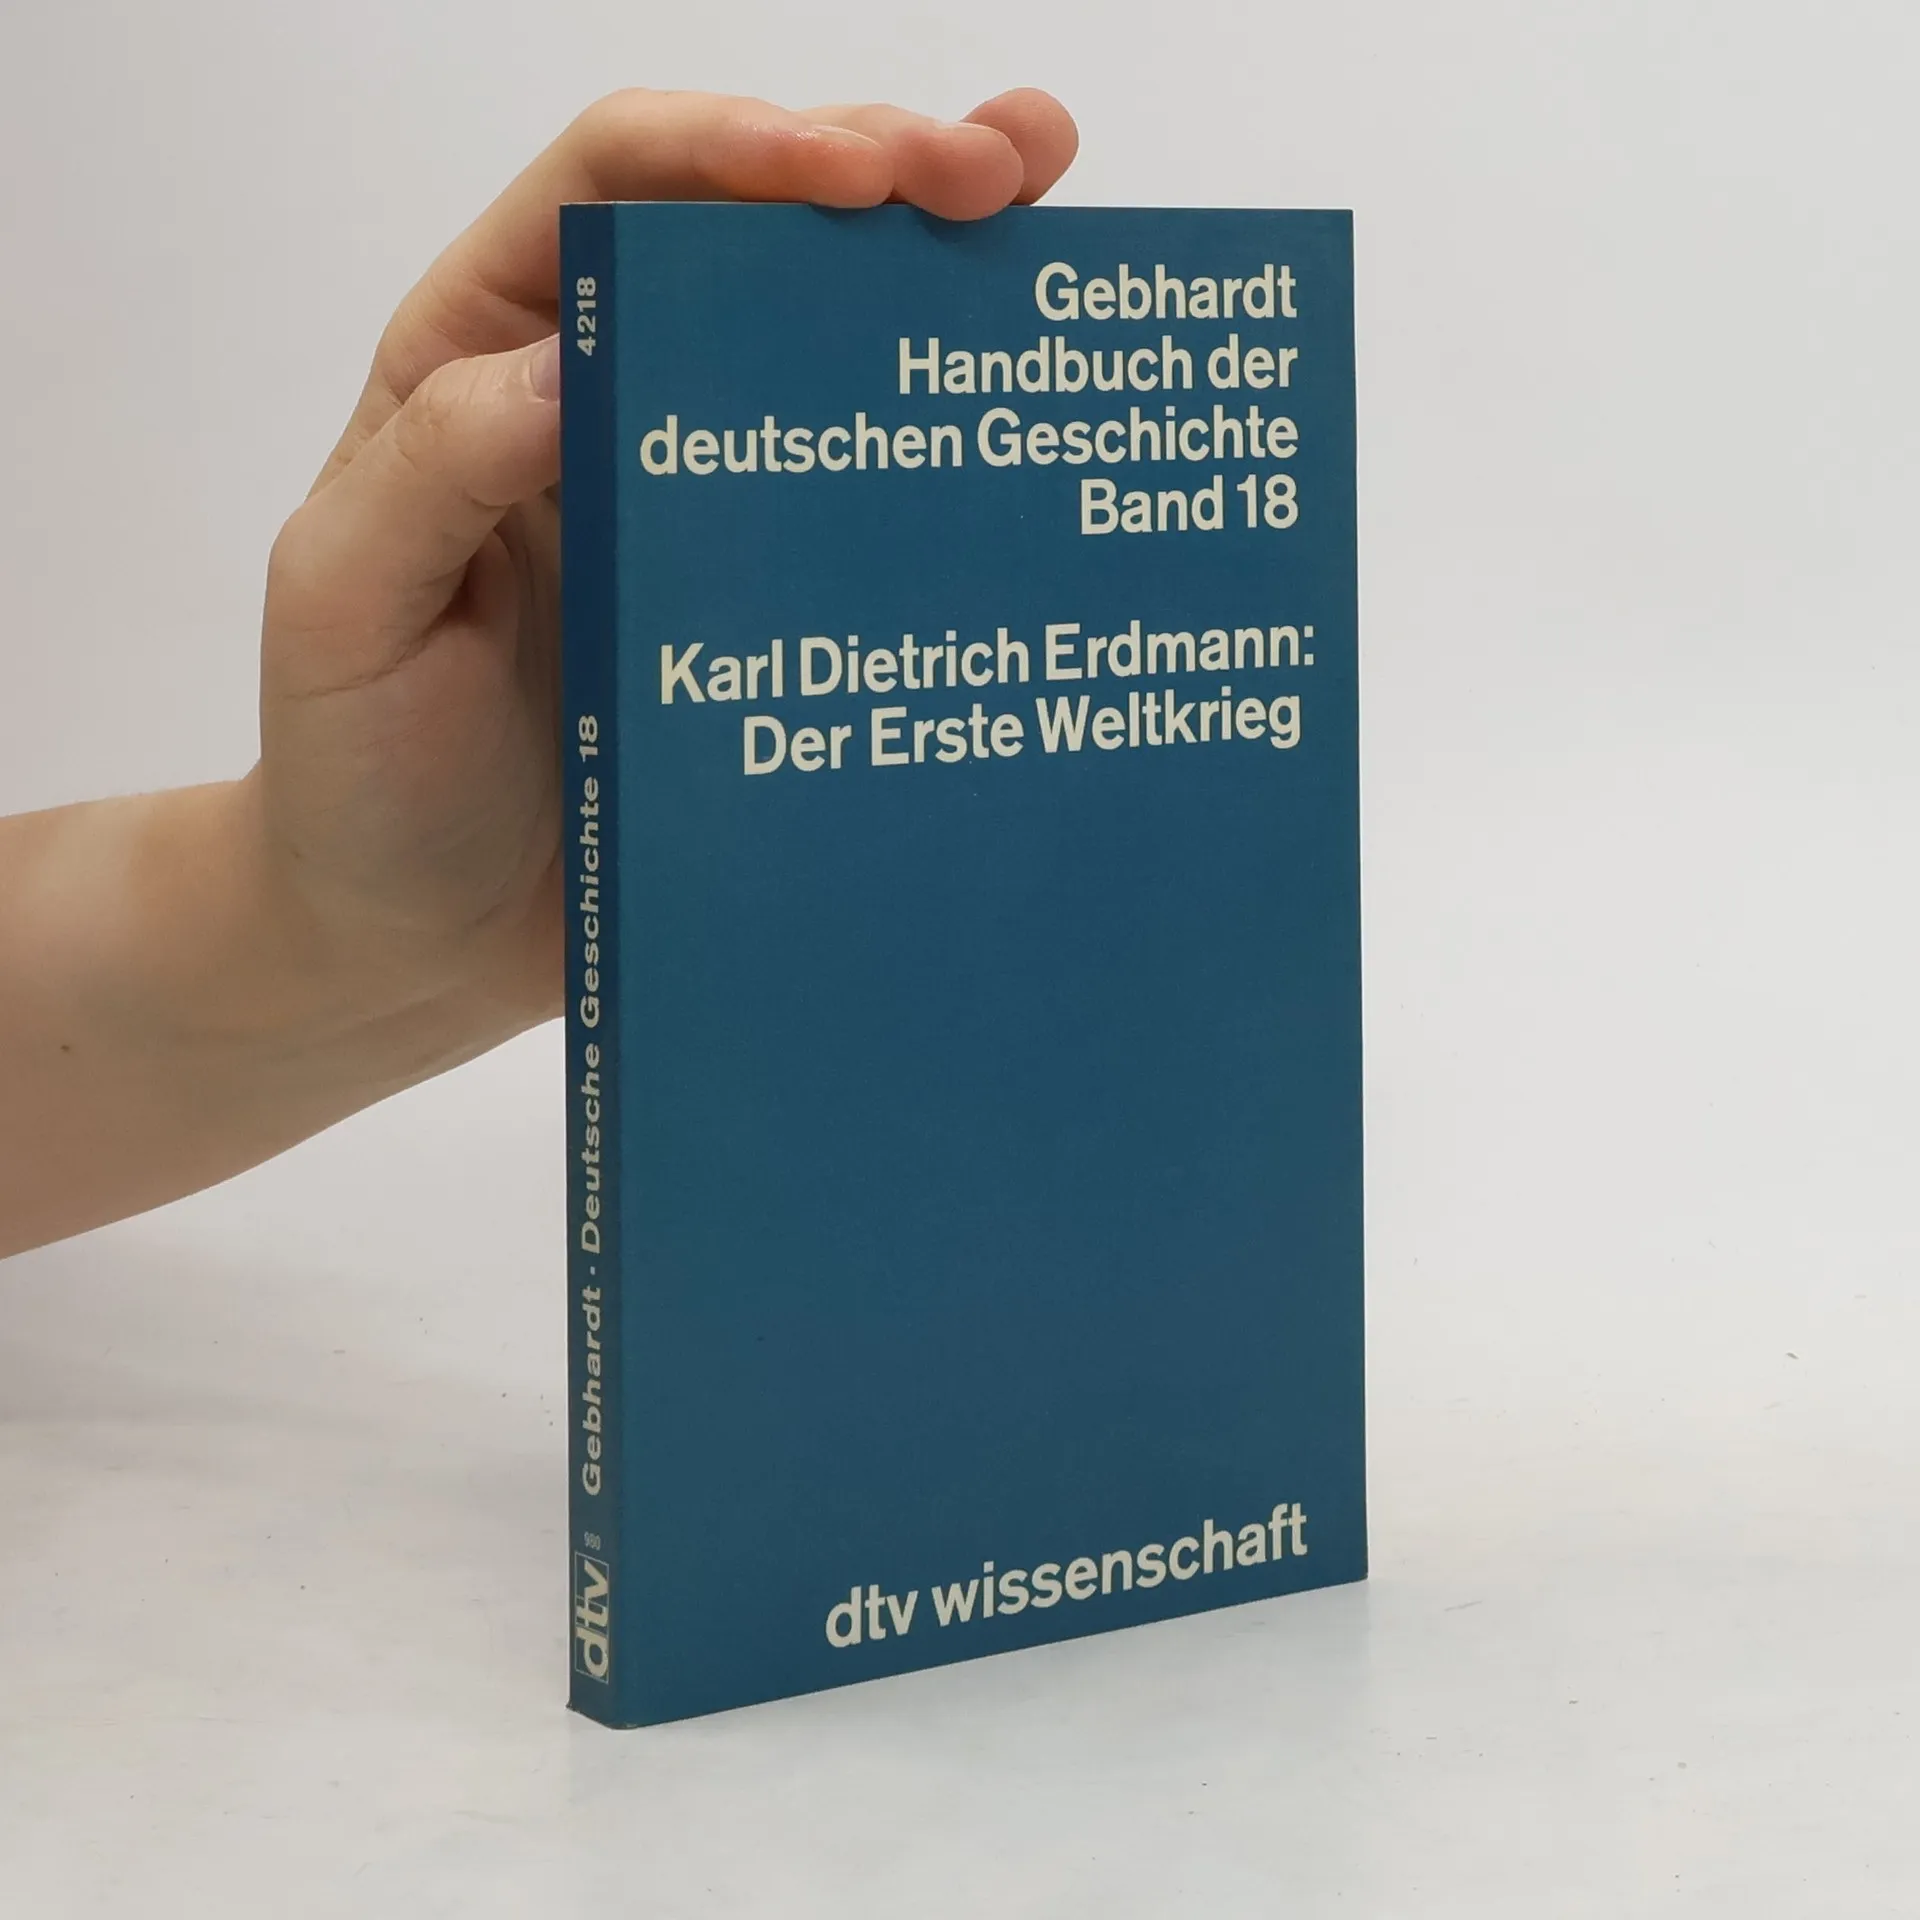 Gebhardt
Handbuch der
deutschen Geschichte
Band 18
Karl Dietrich Erdmann:
Der Erste Weltkrieg
dtv wissenschaft
4218
Gebhardt · Deutsche Geschichte 18
980
dtv